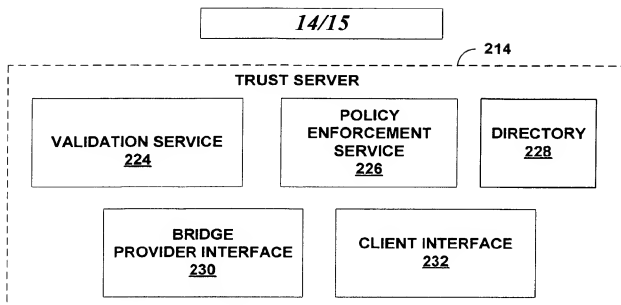 14/15
214
TRUST SERVER
VALIDATION SERVICE
224
POLICY
ENFORCEMENT
SERVICE
226
DIRECTORY
228
BRIDGE
PROVIDER INTERFACE
230
CLIENT INTERFACE
232